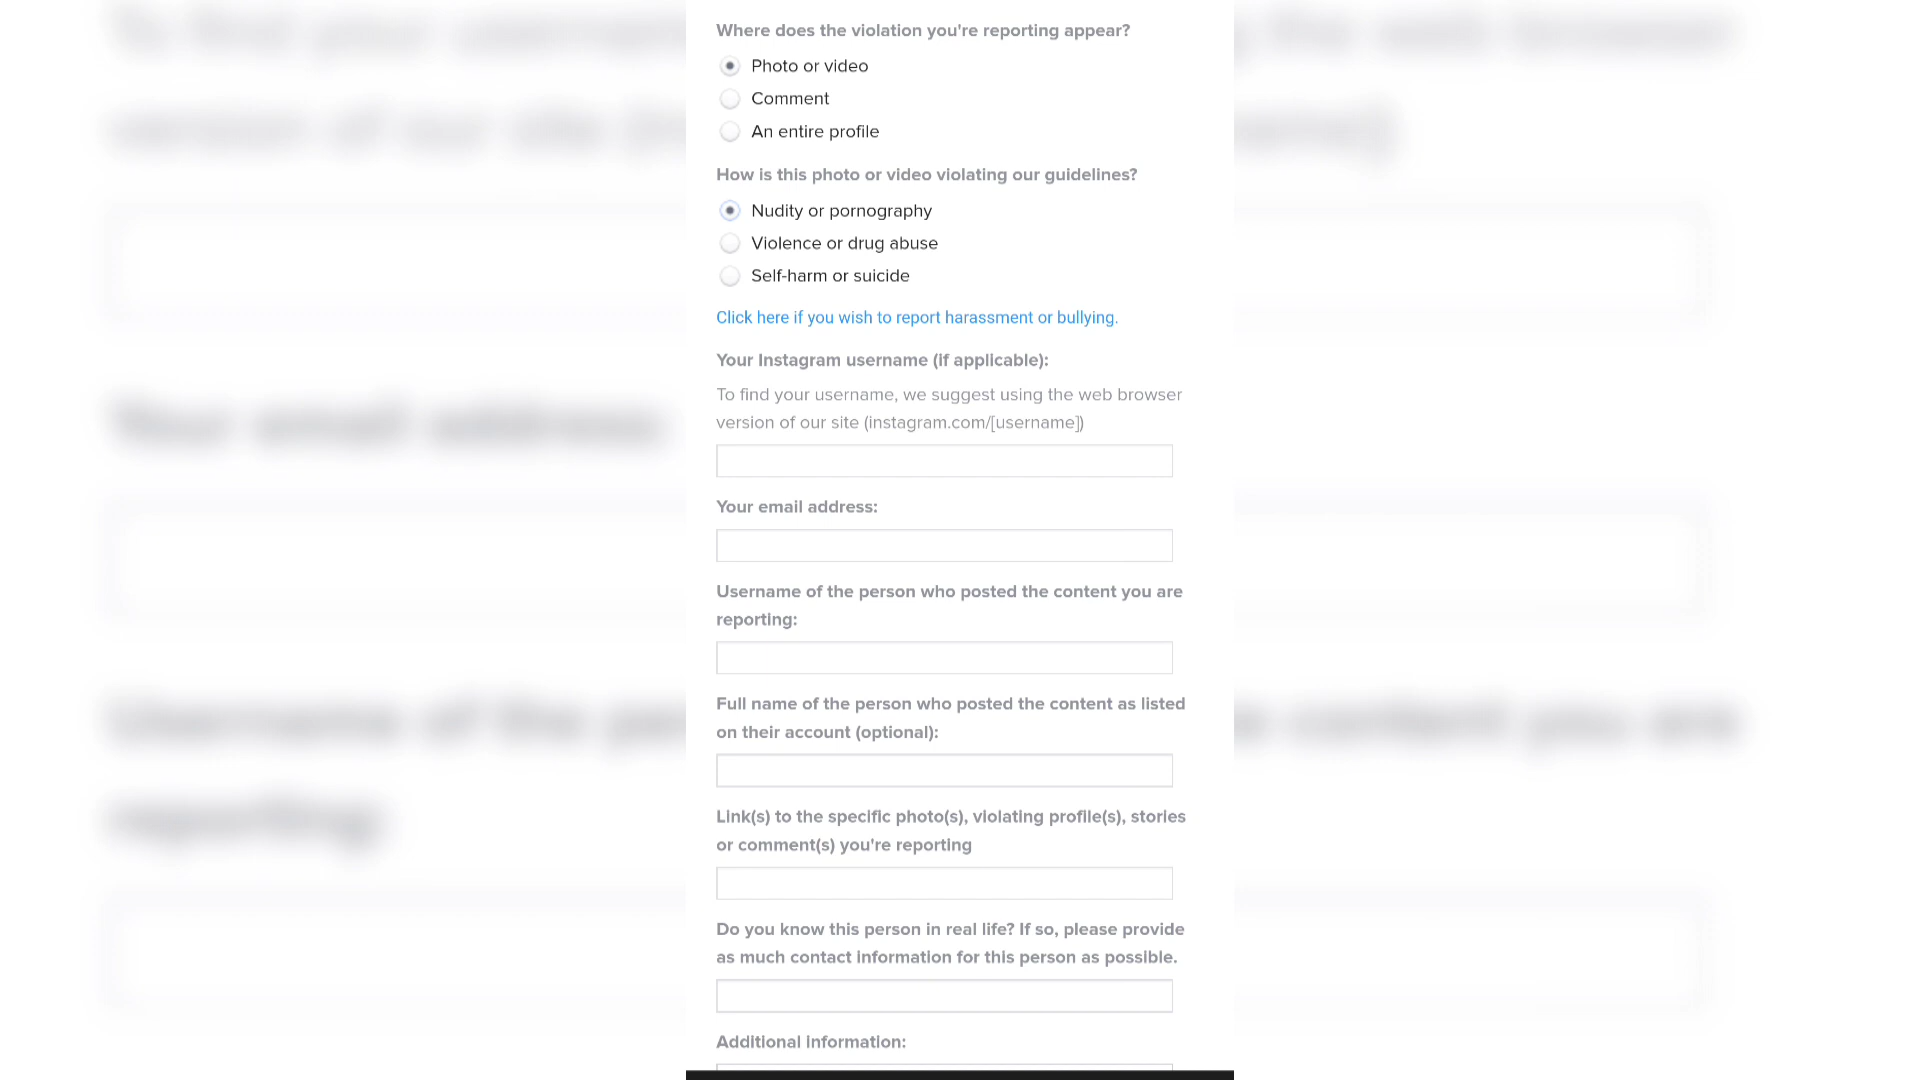 Where does the violation you're reporting appear?
Photo or video
Comment
An entire profile
How is this photo or video violating our guidelines?
Nudity or pornography
Violence or drug abuse
Self-harm or suicide
Click here if you wish to report harassment or bullying.
Your Instagram username (if applicable):
To find your username, we suggest using the web browser
version of our site (instagram.com/[username])
Your email address:
Username of the person who posted the content you are
reporting:
Full name of the person who posted the content as listed
on their account (optional):
Link(s) to the specific photo(s), violating profile(s), stories
or comment(s) you're reporting
Do you know this person in real life? If so, please provide
as much contact information for this person as possible.
Additional information: